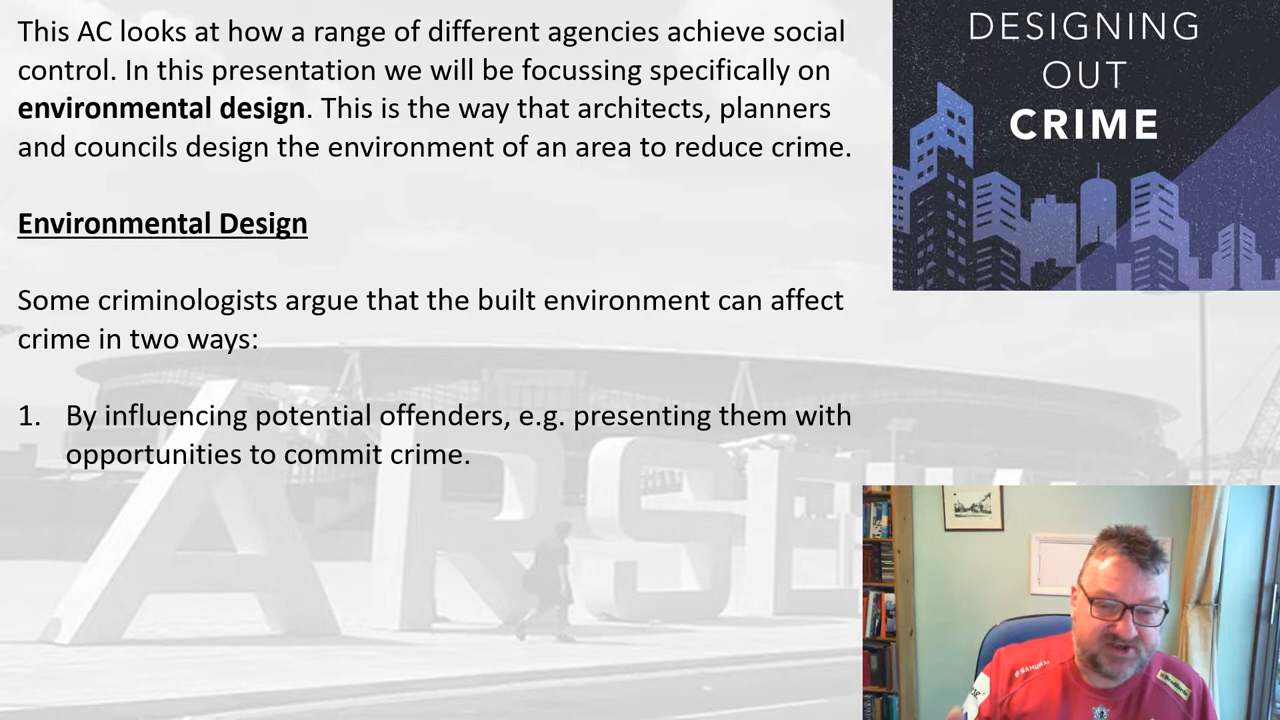 This AC looks at how a range of different agencies achieve social
control. In this presentation we will be focussing specifically on
environmental design. This is the way that architects, planners
and councils design the environment of an area to reduce crime.
Environmental Design
Some criminologists argue that the built environment can affect
crime in two ways:
1. By influencing potential offenders, e.g. presenting them with
opportunities to commit crime.
DESIGNING
OUT
CRIME
ARSE
SAMURAI